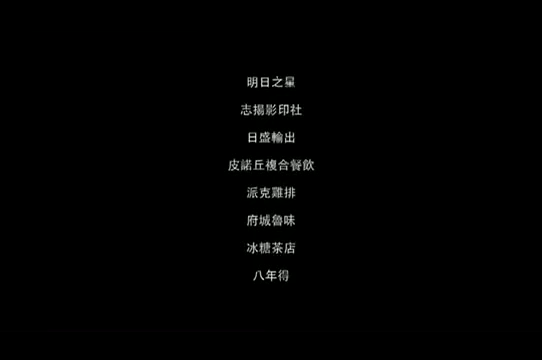 明日之星
志揚影印社
日盛輸出
皮諾丘複合餐飲
派克雞排
府城魯味
冰糖茶店
八年得